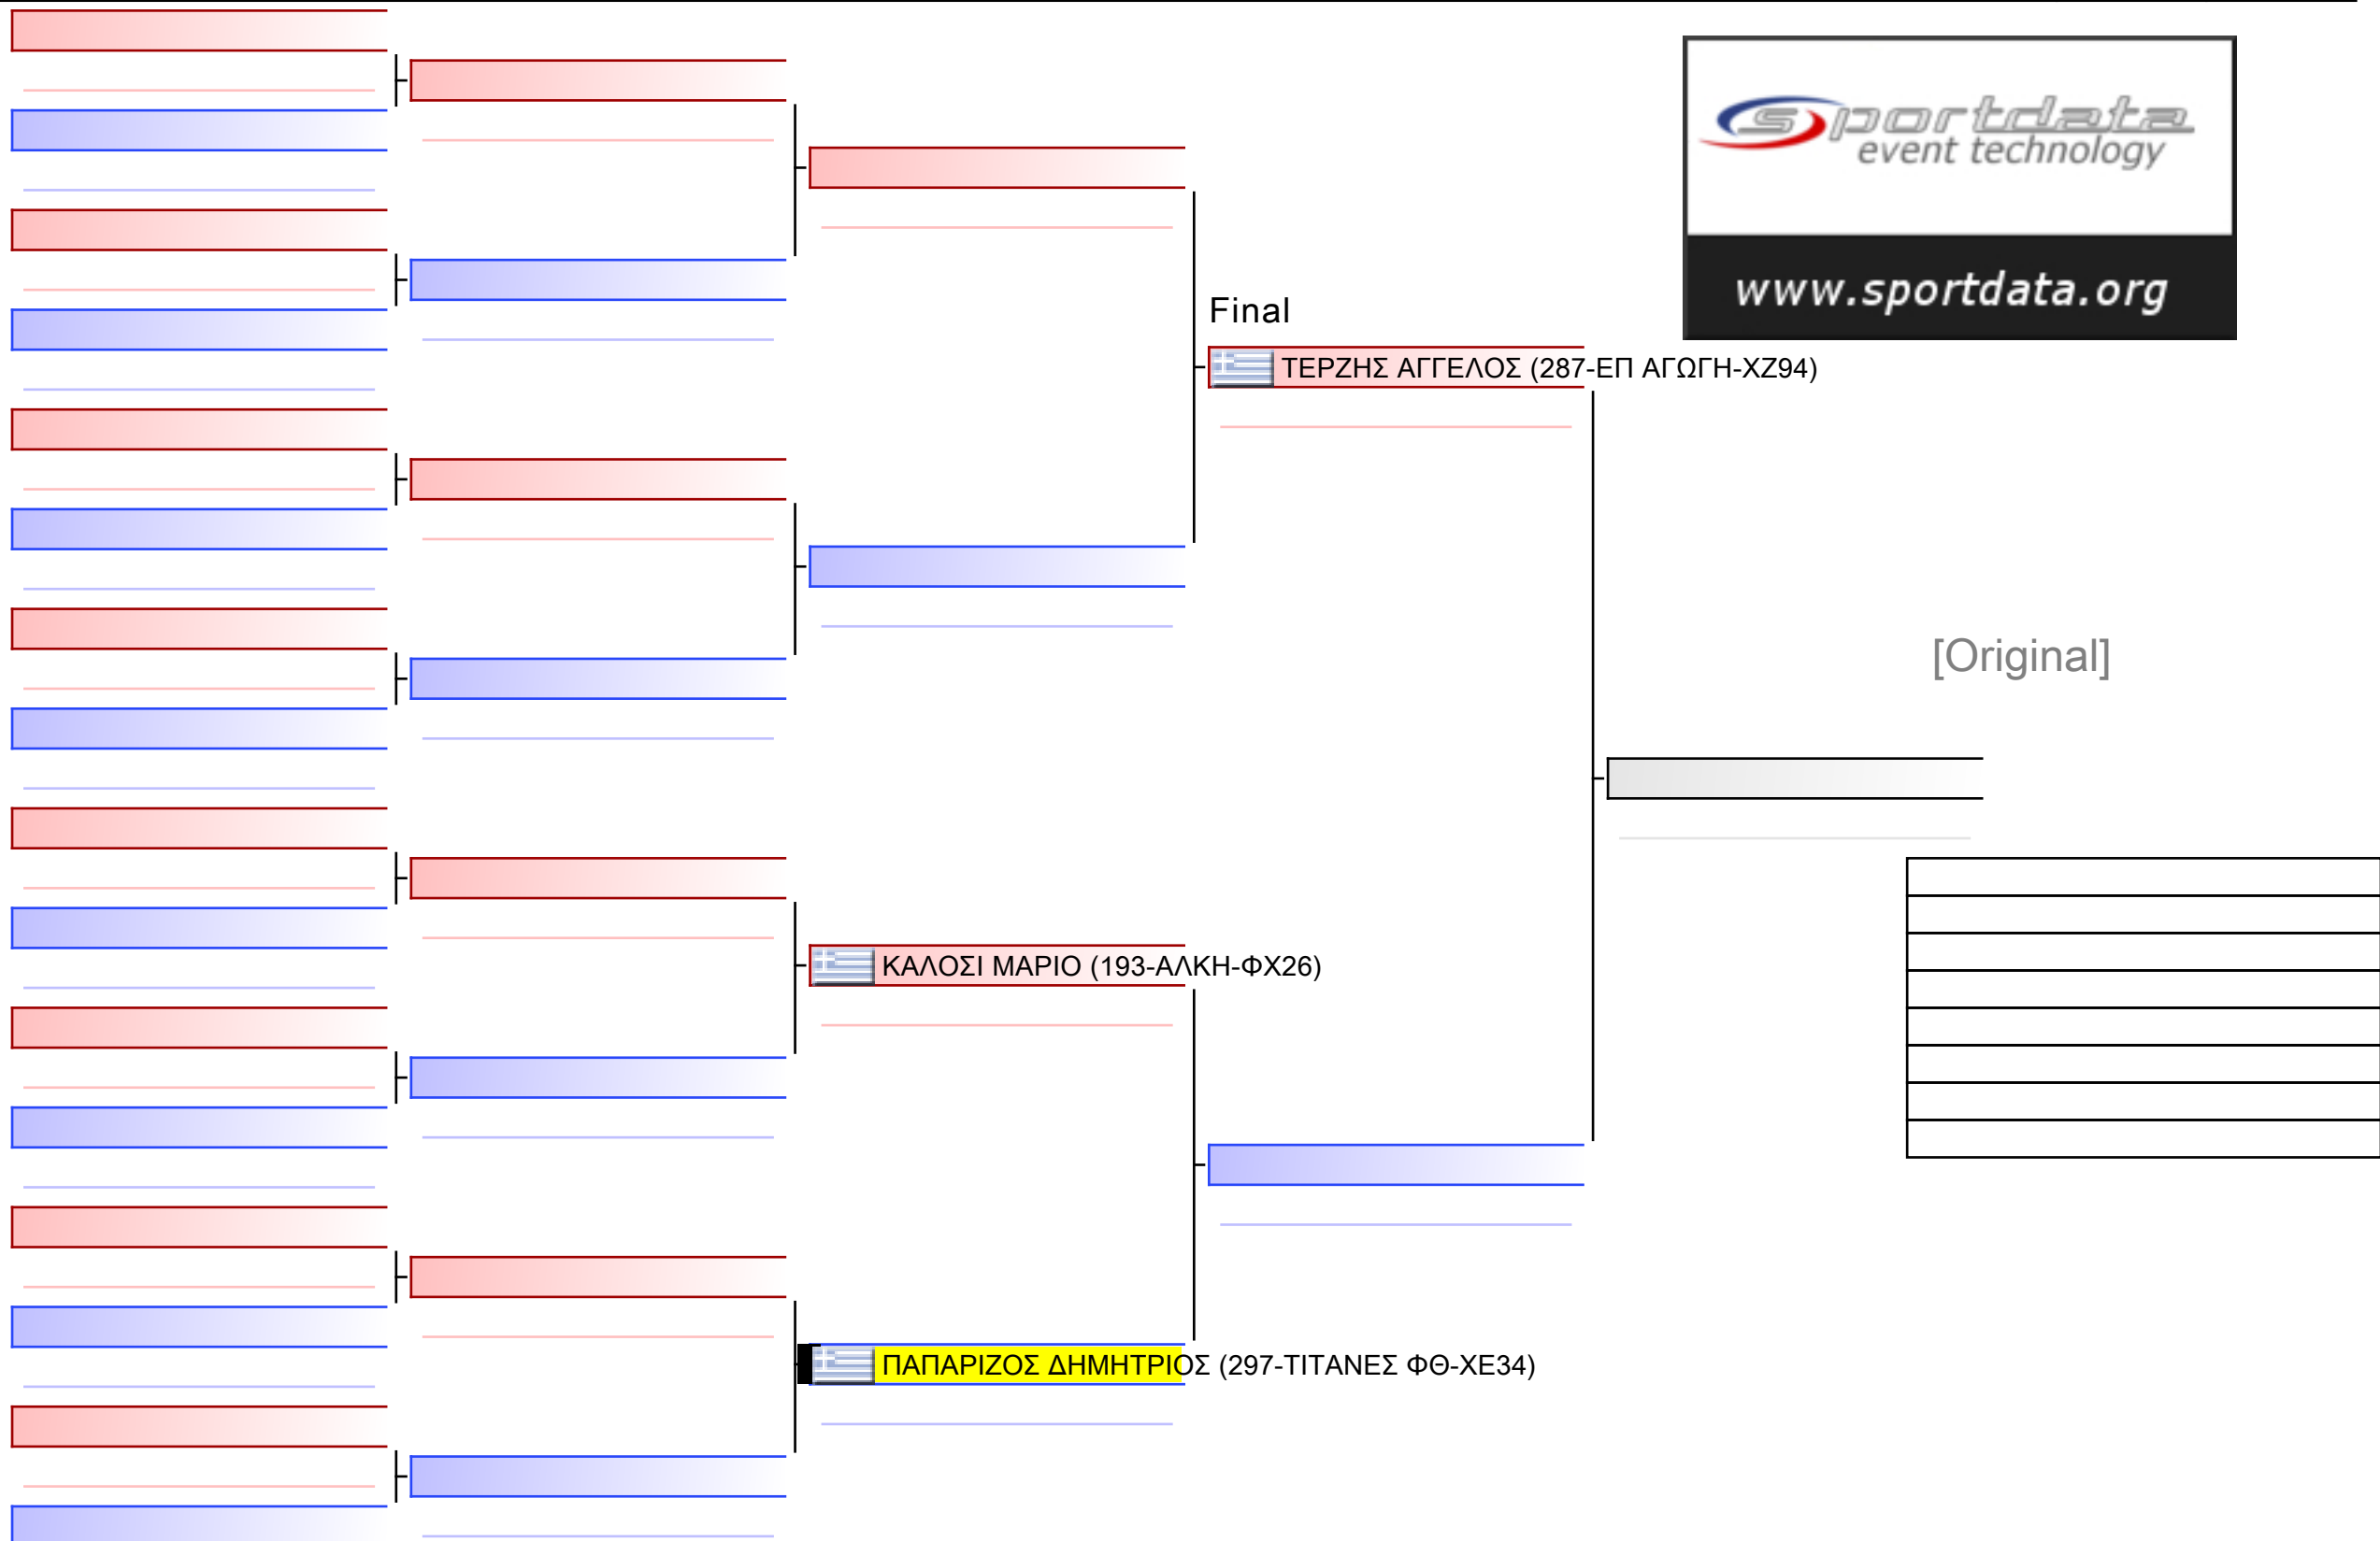 sportdata
event technology
www.sportdata.org
Final
ΤΕΡΖΗΣ ΑΓΓΕΛΟΣ (287-ΕΠ ΑΓΩΓΗ-ΧΖ94)
[Original]
ΚΑΛΟΣΙ ΜΑΡΙΟ (193-ΑΛΚΗ-ΦΧ26)
ΠΑΠΑΡΙΖΟΣ ΔΗΜΗΤΡΙΟΣ (297-ΤΙΤΑΝΕΣ ΦΘ-ΧΕ34)